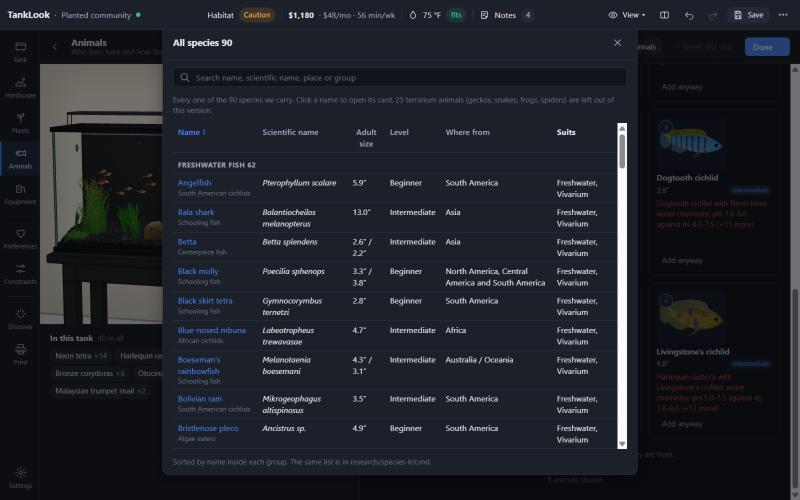 TankLook · Planted community
Habitat Caution $1,180 · $48/mo · 56 min/wk 75 °F fits Notes 4
View Save
Tank
Hardscape
Plants
Animals
Equipment
Preferences
Constraints
Discover
Print
Settings
Animals
Done
All species 90
Search name, scientific name, place or group
Every one of the 90 species we carry. Click a name to open its card. 25 terrarium animals (geckos, snakes, frogs, spiders) are left out of
this version.
Name ↑ Scientific name Adult size Level Where from Suits
FRESHWATER FISH 62
Angelfish Pterophyllum scalare 5.9" Beginner South America Freshwater,
South American cichlids Vivarium
Bala shark Balantiocheilos 13.0" Intermediate Asia Freshwater,
Schooling fish melanopterus Vivarium
Betta Betta splendens 2.6" / Intermediate Asia Freshwater,
Centerpiece fish 2.2" Vivarium
Black molly Poecilia sphenops 3.3" / Beginner North America, Central Freshwater,
3.8" America and South America Vivarium
Black skirt tetra Gymnocorymbus 2.8" Beginner South America Freshwater,
Schooling fish ternetzi Vivarium
Blue-nosed mbuna Labeotropheus 4.7" Intermediate Africa Freshwater,
African cichlids trewavasae Vivarium
Boeseman's Melanotaenia 4.3" / Intermediate Australia / Oceania Freshwater,
rainbowfish boesemani 3.1" Vivarium
Schooling fish
Bolivian ram Mikrogeophagus 3.5" Intermediate South America Freshwater,
South American cichlids altispinosus Vivarium
Bristlenose pleco Ancistrus sp. 4.9" Beginner South America Freshwater,
Algae eaters Vivarium
Sorted by name inside each group. The same list is in research/species-list.md.
In this tank 40 in all
Neon tetra ×14
Bronze corydoras ×6
Malaysian trumpet snail ×2
Add anyway
Dogtooth cichlid
3.9" Intermediate
Dogtooth cichlid with Neon tetra:
water chemistry: pH 7.6-8.6
against its 4.0-7.5 (+11 more)
Add anyway
Livingstone's cichlid
9.8" Intermediate
Harlequin rasbora with
Livingstone's cichlid: water
chemistry: pH 5.0-7.5 against its
7.6-8.6 (+17 more)
Add anyway
9 animals shown